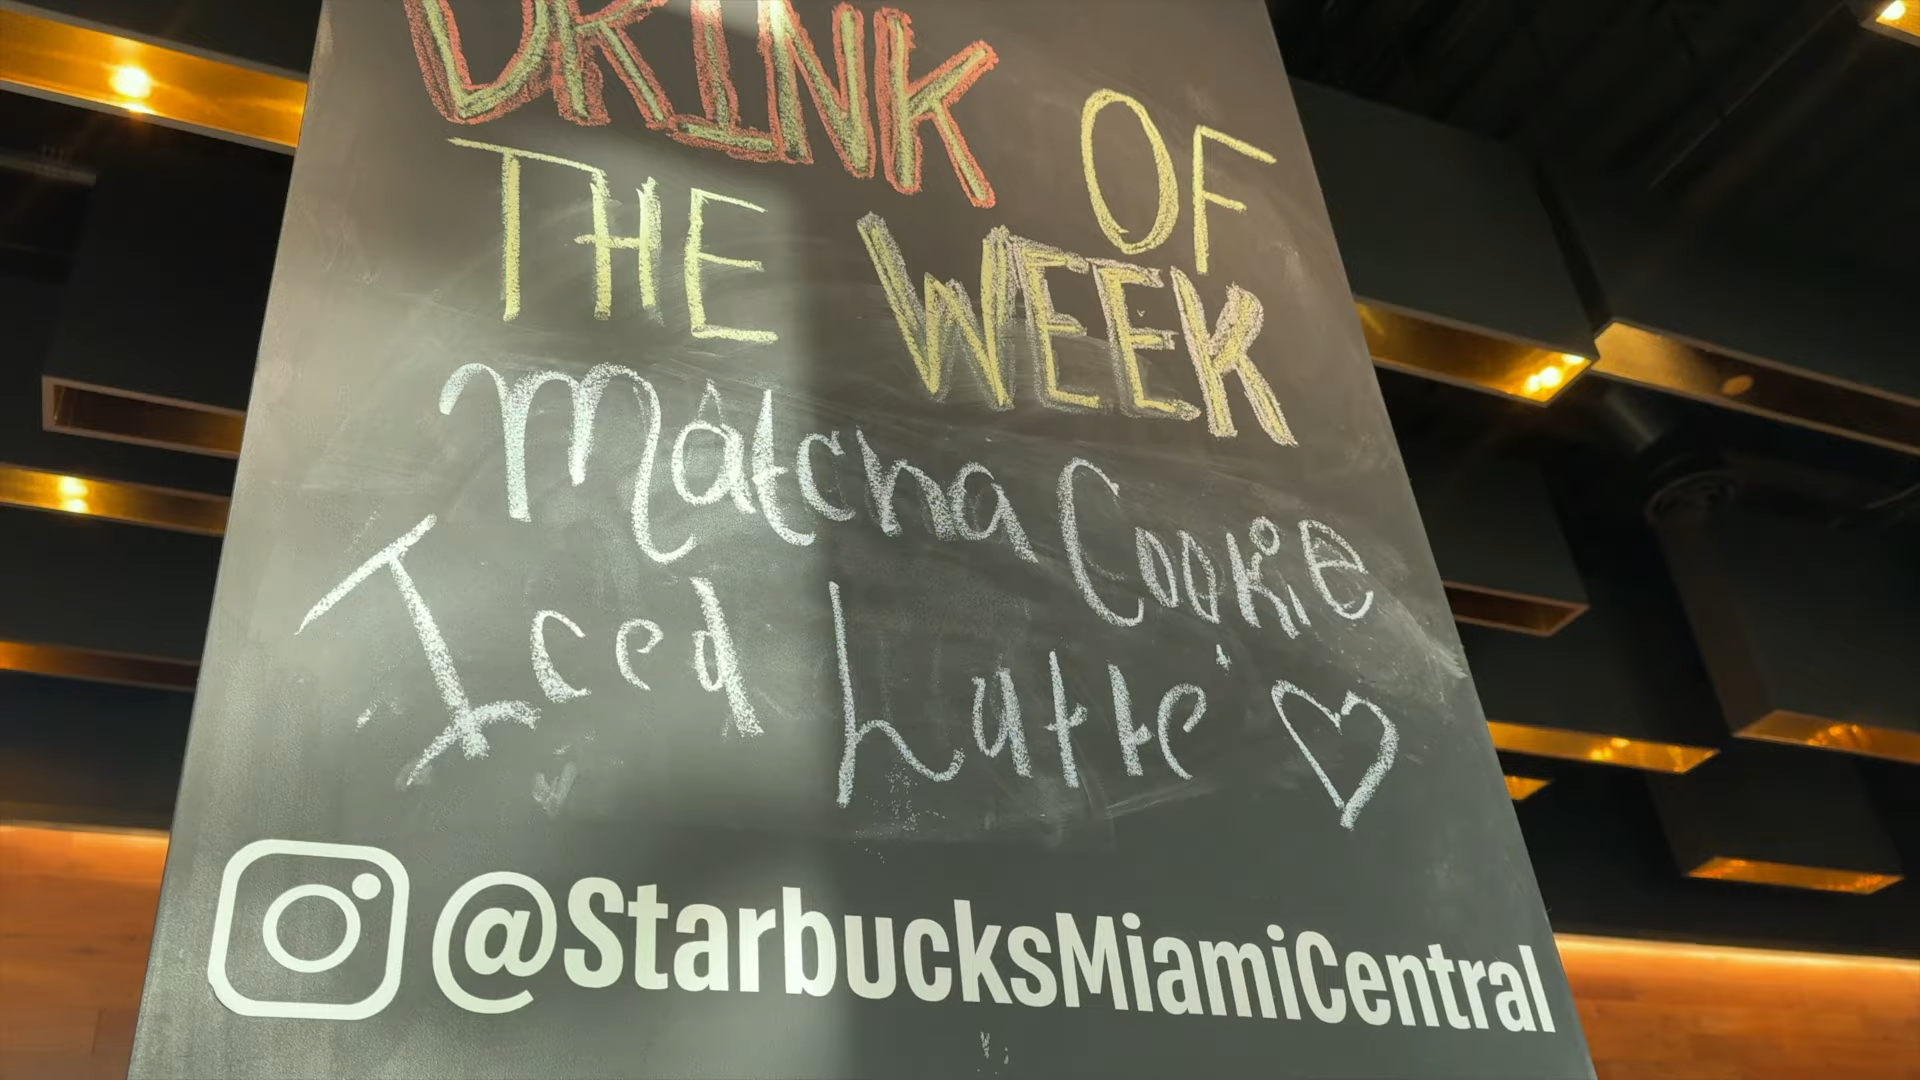 DRINK OF
THE WEEK
Matcha Cookie
Iced Latte
@StarbucksMiamiCentral